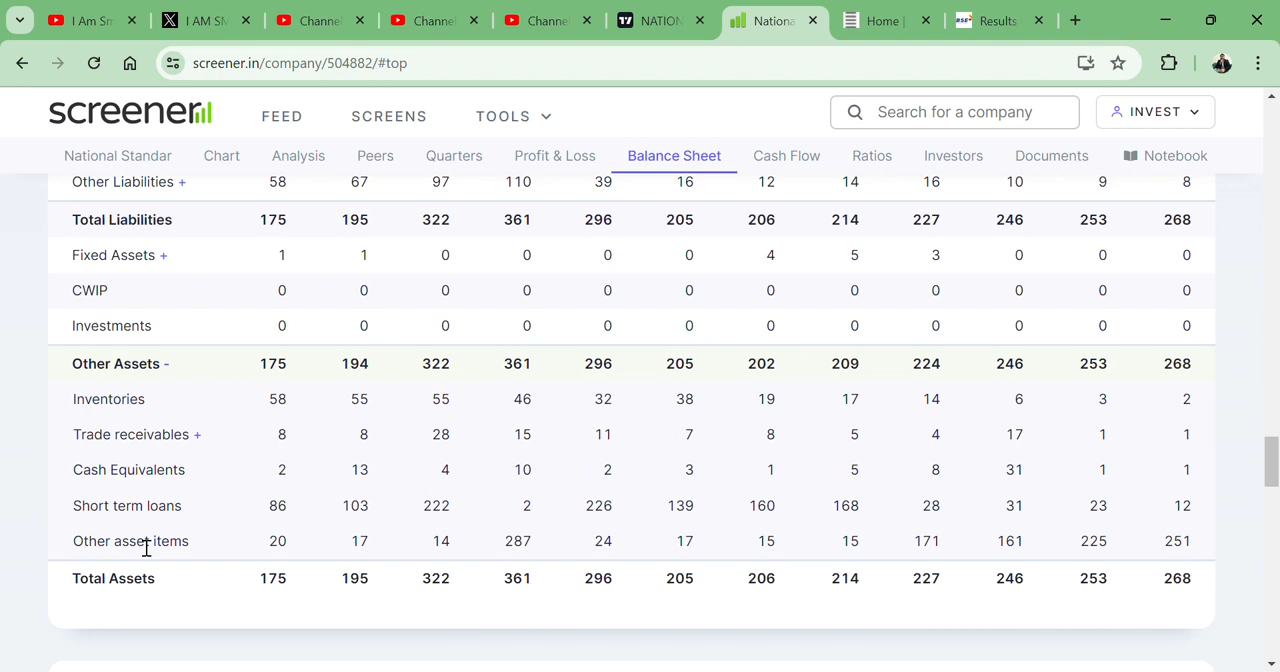 I Am Sm
I AM SM
Channel
Channel
Channel
NATION
Nationa
Home |
BSE Results
screener.in/company/504882/#top
screener
FEED SCREENS TOOLS
Search for a company
INVEST
National Standar Chart Analysis Peers Quarters Profit & Loss Balance Sheet Cash Flow Ratios Investors Documents Notebook
Other Liabilities + 58 67 97 110 39 16 12 14 16 10 9 8
Total Liabilities 175 195 322 361 296 205 206 214 227 246 253 268
Fixed Assets + 1 1 0 0 0 0 4 5 3 0 0 0
CWIP 0 0 0 0 0 0 0 0 0 0 0 0
Investments 0 0 0 0 0 0 0 0 0 0 0 0
Other Assets - 175 194 322 361 296 205 202 209 224 246 253 268
Inventories 58 55 55 46 32 38 19 17 14 6 3 2
Trade receivables + 8 8 28 15 11 7 8 5 4 17 1 1
Cash Equivalents 2 13 4 10 2 3 1 5 8 31 1 1
Short term loans 86 103 222 2 226 139 160 168 28 31 23 12
Other asset items 20 17 14 287 24 17 15 15 171 161 225 251
Total Assets 175 195 322 361 296 205 206 214 227 246 253 268